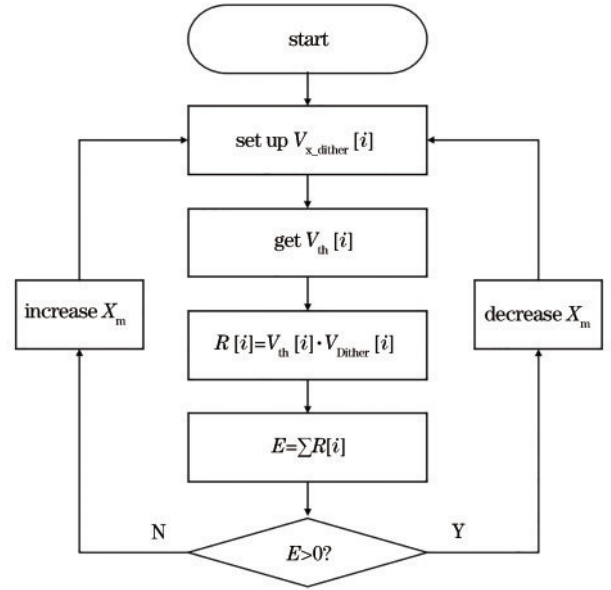 start
set up V_x_dither [i]
get V_th [i]
increase X_m
decrease X_m
R [i]=V_th [i]·V_Dither [i]
E=∑R[i]
N
Y
E>0?